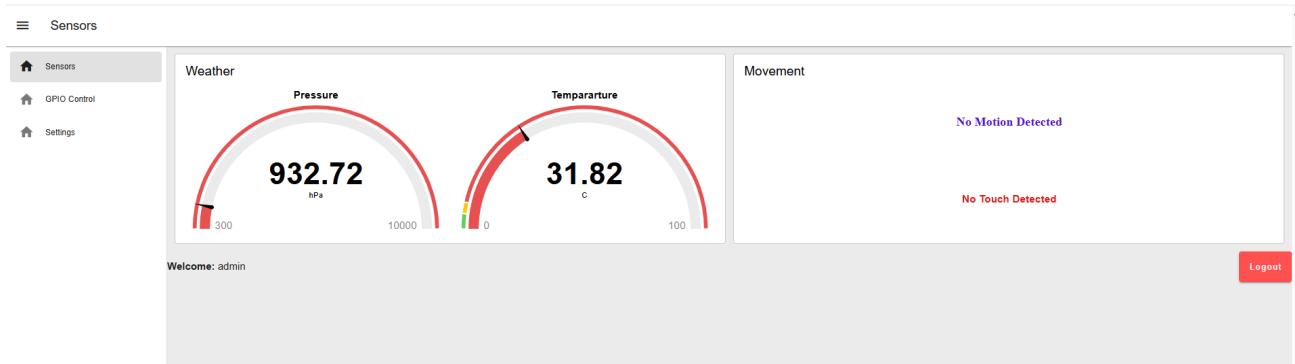 Sensors
Sensors
GPIO Control
Settings
Weather
Pressure
932.72
hPa
300
10000
Tempararture
31.82
C
0
100
Movement
No Motion Detected
No Touch Detected
Welcome: admin
Logout